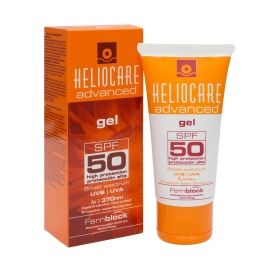 HELIOCARE
advanced
gel
SPF
50
high protection
protección alta
Broad spectrum
UVB | UVA
Fernblock
HELIOCARE
advanced
gel
SPF
50
high protection
protección alta
Broad spectrum
UVB | UVA
Fernblock